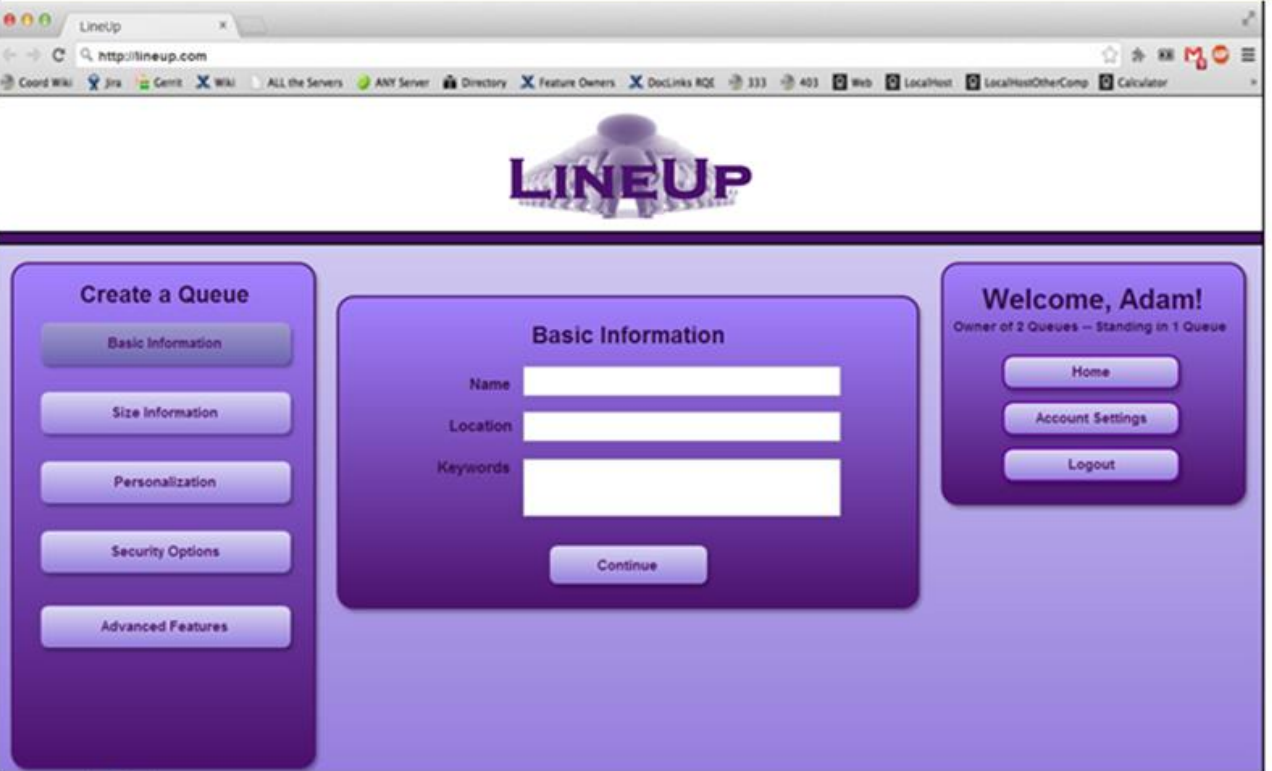 LineUp
http://lineup.com
Coord Wiki Jira Gerrit Wiki ALL the Servers ANY Server Directory Feature Owners DocLinks RQE 333 403 Web LocalHost LocalHostOtherComp Calculator
LINEUP
Create a Queue
Basic Information
Size Information
Personalization
Security Options
Advanced Features
Basic Information
Name
Location
Keywords
Continue
Welcome, Adam!
Owner of 2 Queues -- Standing in 1 Queue
Home
Account Settings
Logout